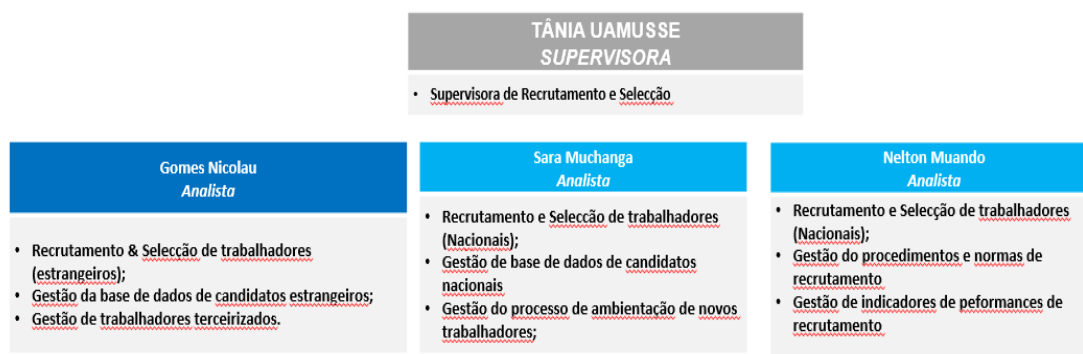 TÂNIA UAMUSSE
SUPERVISORA
• Supervisora de Recrutamento e Selecção
Gomes Nicolau
Analista
• Recrutamento & Selecção de trabalhadores
(estrangeiros);
• Gestão da base de dados de candidatos estrangeiros;
• Gestão de trabalhadores terceirizados.
Sara Muchanga
Analista
• Recrutamento e Selecção de trabalhadores
(Nacionais);
• Gestão de base de dados de candidatos
nacionais
• Gestão do processo de ambientação de novos
trabalhadores;
Nelton Muando
Analista
• Recrutamento e Selecção de trabalhadores
(Nacionais);
• Gestão do procedimentos e normas de
recrutamento
• Gestão de indicadores de peformances de
recrutamento